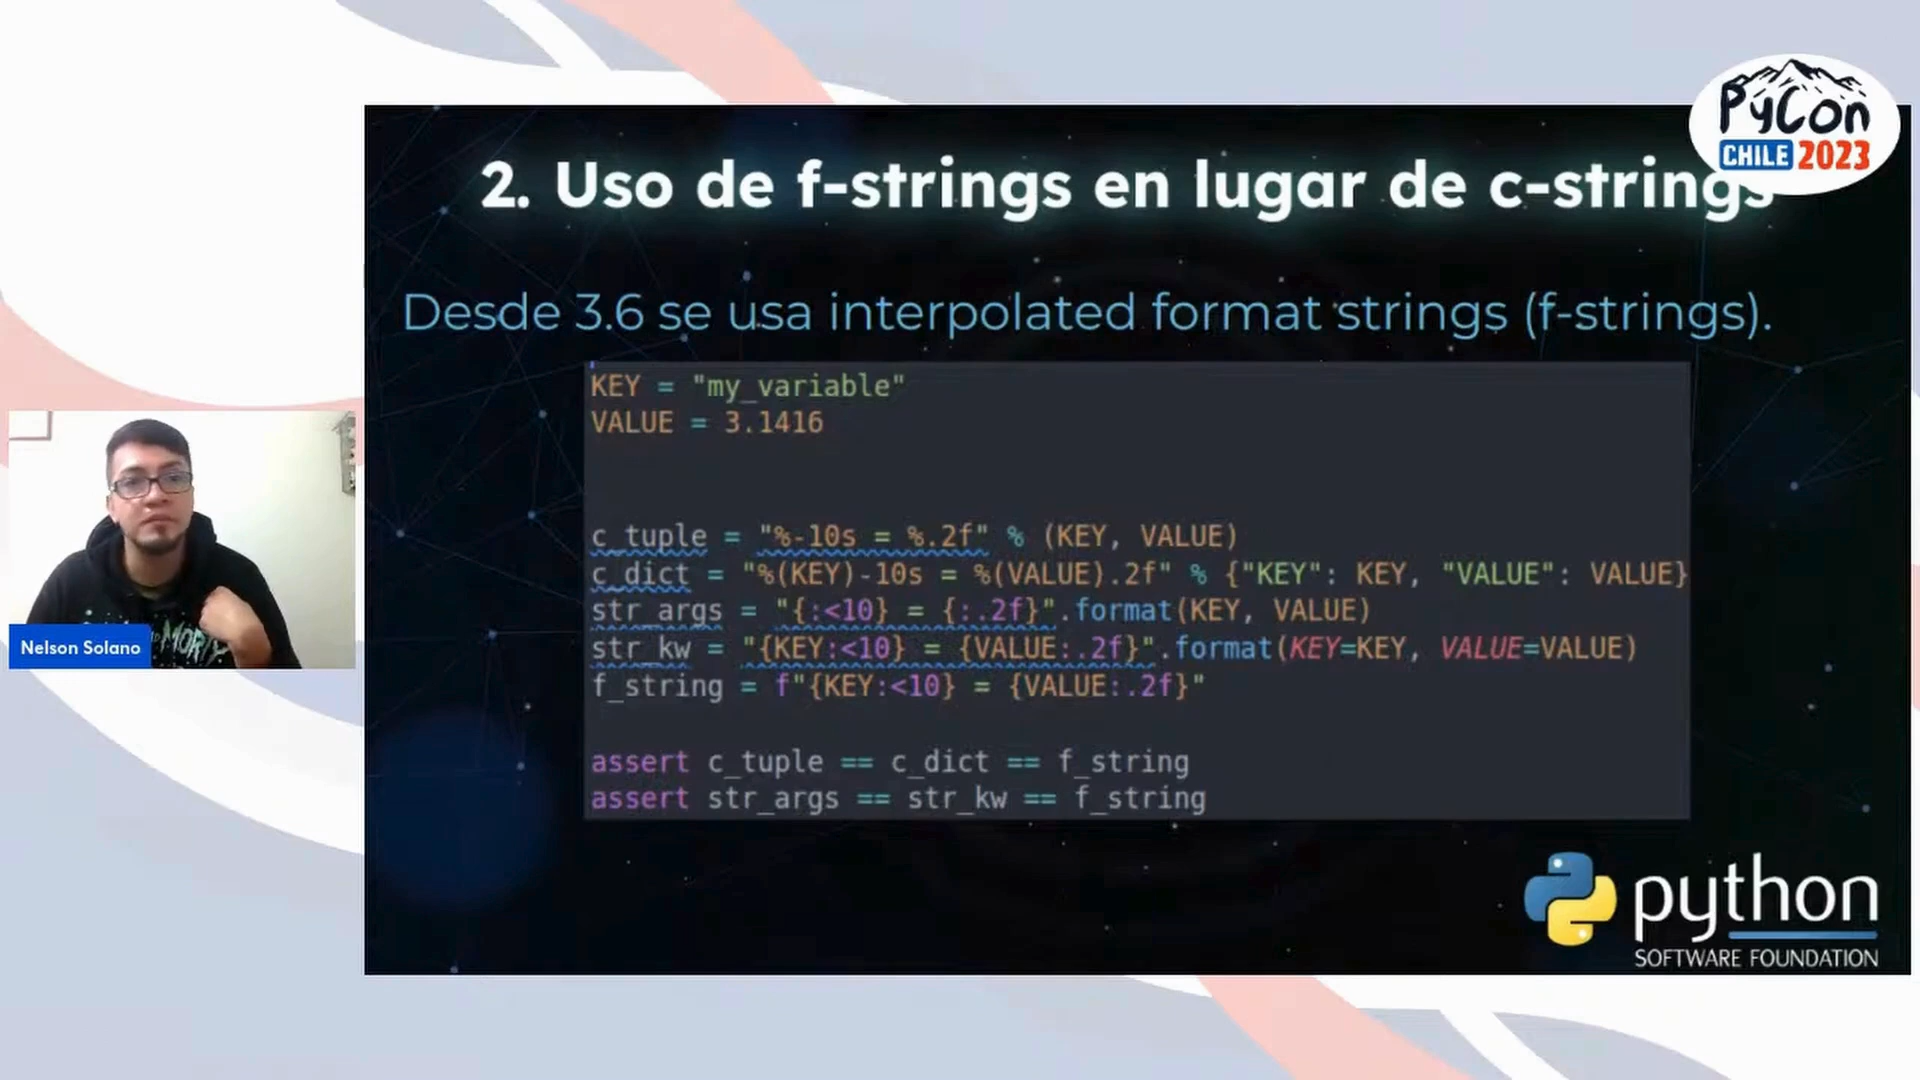 PyCon
CHILE 2023
2. Uso de f-strings en lugar de c-strings
Desde 3.6 se usa interpolated format strings (f-strings).
KEY = "my_variable"
VALUE = 3.1416
c_tuple = "%-10s = %.2f" % (KEY, VALUE)
c_dict = "%(KEY)-10s = %(VALUE).2f" % {"KEY": KEY, "VALUE": VALUE}
str_args = "{:<10} = {:.2f}".format(KEY, VALUE)
str_kw = "{KEY:<10} = {VALUE:.2f}".format(KEY=KEY, VALUE=VALUE)
f_string = f"{KEY:<10} = {VALUE:.2f}"
assert c_tuple == c_dict == f_string
assert str_args == str_kw == f_string
Nelson Solano
MORTY
python
SOFTWARE FOUNDATION